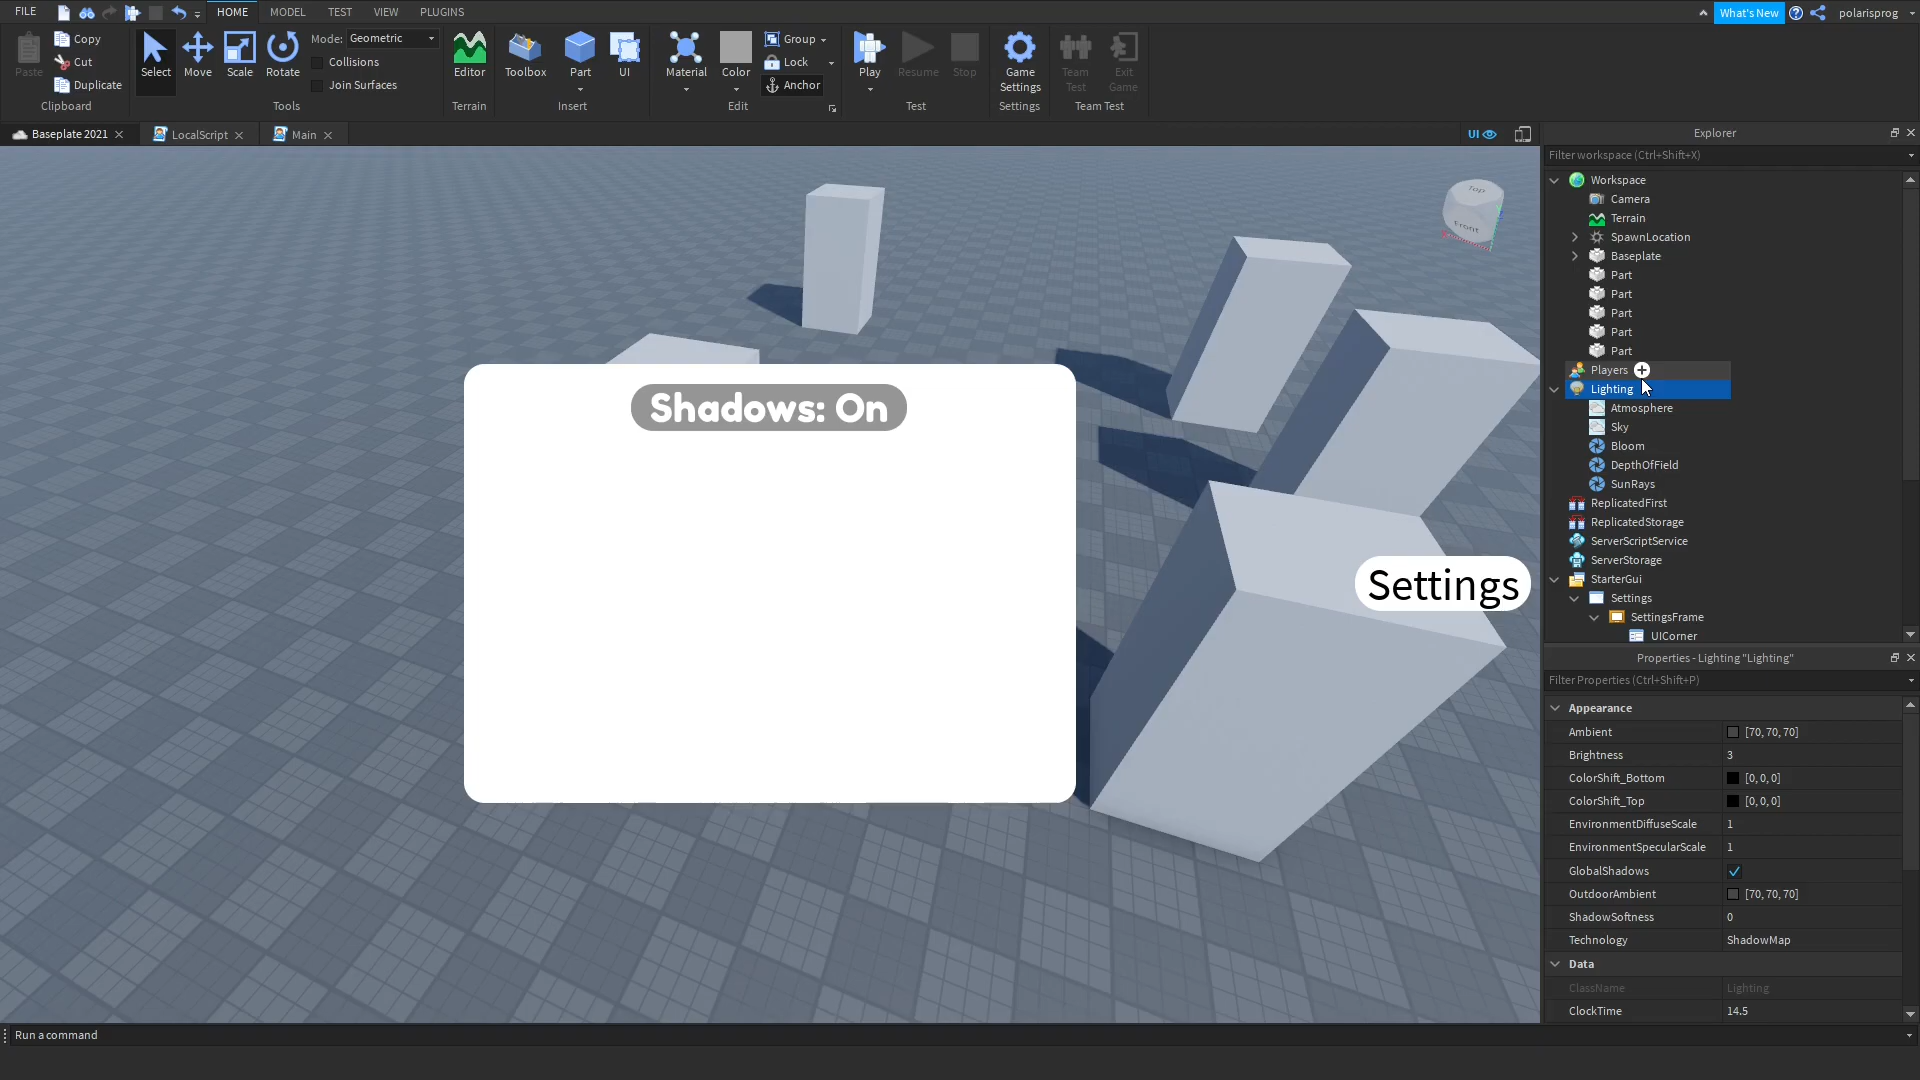 FILE HOME MODEL TEST VIEW PLUGINS What's New polarisprog
Paste Copy Cut Duplicate Clipboard
Select Move Scale Rotate Mode: Geometric Collisions Join Surfaces Tools
Editor Terrain
Toolbox Part UI Insert
Material Color Group Lock Anchor Edit
Play Resume Stop Test
Game Settings Settings
Team Test Exit Game Team Test
Baseplate 2021 LocalScript Main UI
Top
Front
Shadows: On
Settings
Explorer
Filter workspace (Ctrl+Shift+X)
Workspace
Camera
Terrain
SpawnLocation
Baseplate
Part
Part
Part
Part
Part
Players
Lighting
Atmosphere
Sky
Bloom
DepthOfField
SunRays
ReplicatedFirst
ReplicatedStorage
ServerScriptService
ServerStorage
StarterGui
Settings
SettingsFrame
UICorner
Properties - Lighting "Lighting"
Filter Properties (Ctrl+Shift+P)
Appearance
Ambient [70, 70, 70]
Brightness 3
ColorShift_Bottom [0, 0, 0]
ColorShift_Top [0, 0, 0]
EnvironmentDiffuseScale 1
EnvironmentSpecularScale 1
GlobalShadows
OutdoorAmbient [70, 70, 70]
ShadowSoftness 0
Technology ShadowMap
Data
ClassName Lighting
ClockTime 14.5
Run a command